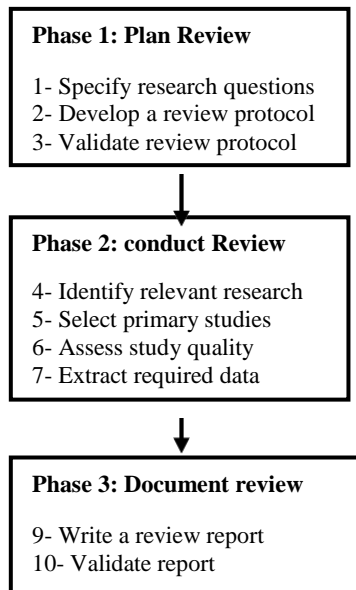 Phase 1: Plan Review
1- Specify research questions
2- Develop a review protocol
3- Validate review protocol
Phase 2: conduct Review
4- Identify relevant research
5- Select primary studies
6- Assess study quality
7- Extract required data
Phase 3: Document review
9- Write a review report
10- Validate report